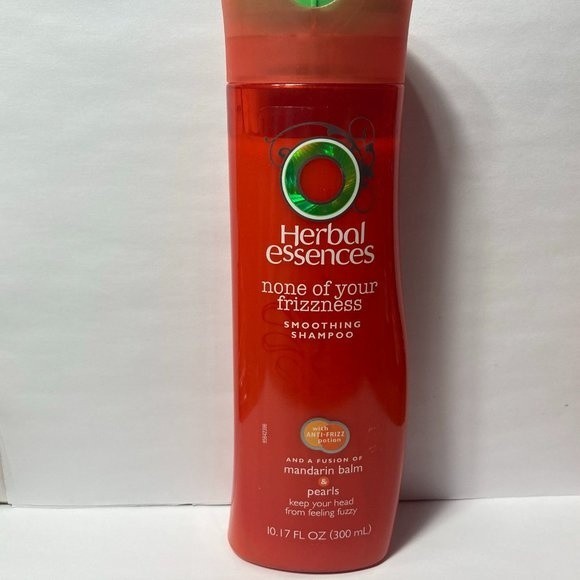 Herbal
essences
none of your
frizzness
SMOOTHING
SHAMPOO
with
ANTI-FRIZZ
potion
AND A FUSION OF
mandarin balm
&
pearls
keep your head
from feeling fuzzy
10.17 FL OZ (300 mL)